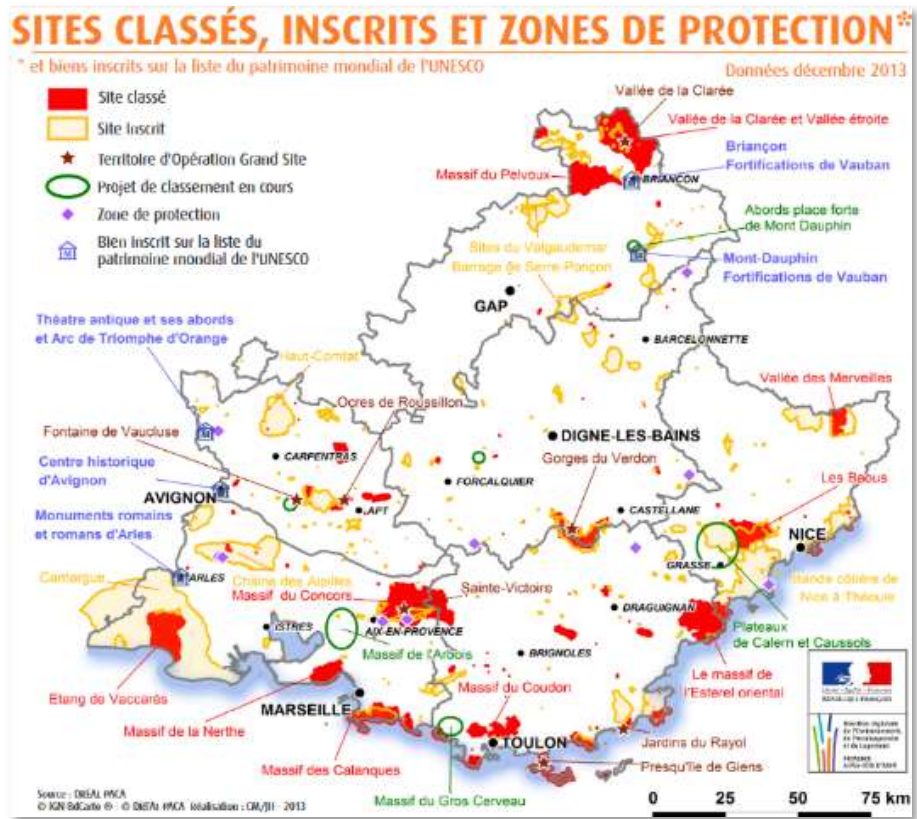 SITES CLASSÉS, INSCRITS ET ZONES DE PROTECTION*
* et biens inscrits sur la liste du patrimoine mondial de l'UNESCO
Données décembre 2013
Site classé
Site Inscrit
Territoire d'Opération Grand Site
Projet de classement en cours
Zone de protection
Bien inscrit sur la liste du
patrimoine mondial de l'UNESCO
Vallée de la Clarée
Vallée de la Clarée et Vallée étroite
Briançon
Fortifications de Vauban
Massif du Pelvoux
BRIANCON
Abords place forte
de Mont Dauphin
Sites du Valgaudemar
Barrage de Serre-Ponçon
Mont-Dauphin
Fortifications de Vauban
GAP
Théatre antique et ses abords
et Arc de Triomphe d'Orange
BARCELONNETTE
Haut-Comtat
Vallée des Merveilles
Ocres de Roussillon
Fontaine de Vaucluse
DIGNE-LES-BAINS
CARPENTRAS
Gorges du Verdon
Centre historique
d'Avignon
FORCALQUIER
Les Baous
AVIGNON
APT
CASTELLANE
Monuments romains
et romans d'Arles
NICE
GRASSE
Camargue
ARLES
Chaîne des Alpilles
Massif du Concors
Sainte-Victoire
Bande côtière de
Nice à Théoule
DRAGUIGNAN
ISTRES
AIX-EN-PROVENCE
Plateaux
de Calern et Caussols
Massif de l'Arbois
BRIGNOLES
Etang de Vaccarès
Massif du Coudon
Le massif de
l'Esterel oriental
MARSEILLE
Massif de la Nerthe
TOULON
Jardins du Rayol
Massif des Calanques
Presqu'île de Giens
Massif du Gros Cerveau
Source : DREAL PACA
© IGN BdCarto ® - © DREAL PACA Réalisation : CM/JH - 2013
0 25 50 75 km